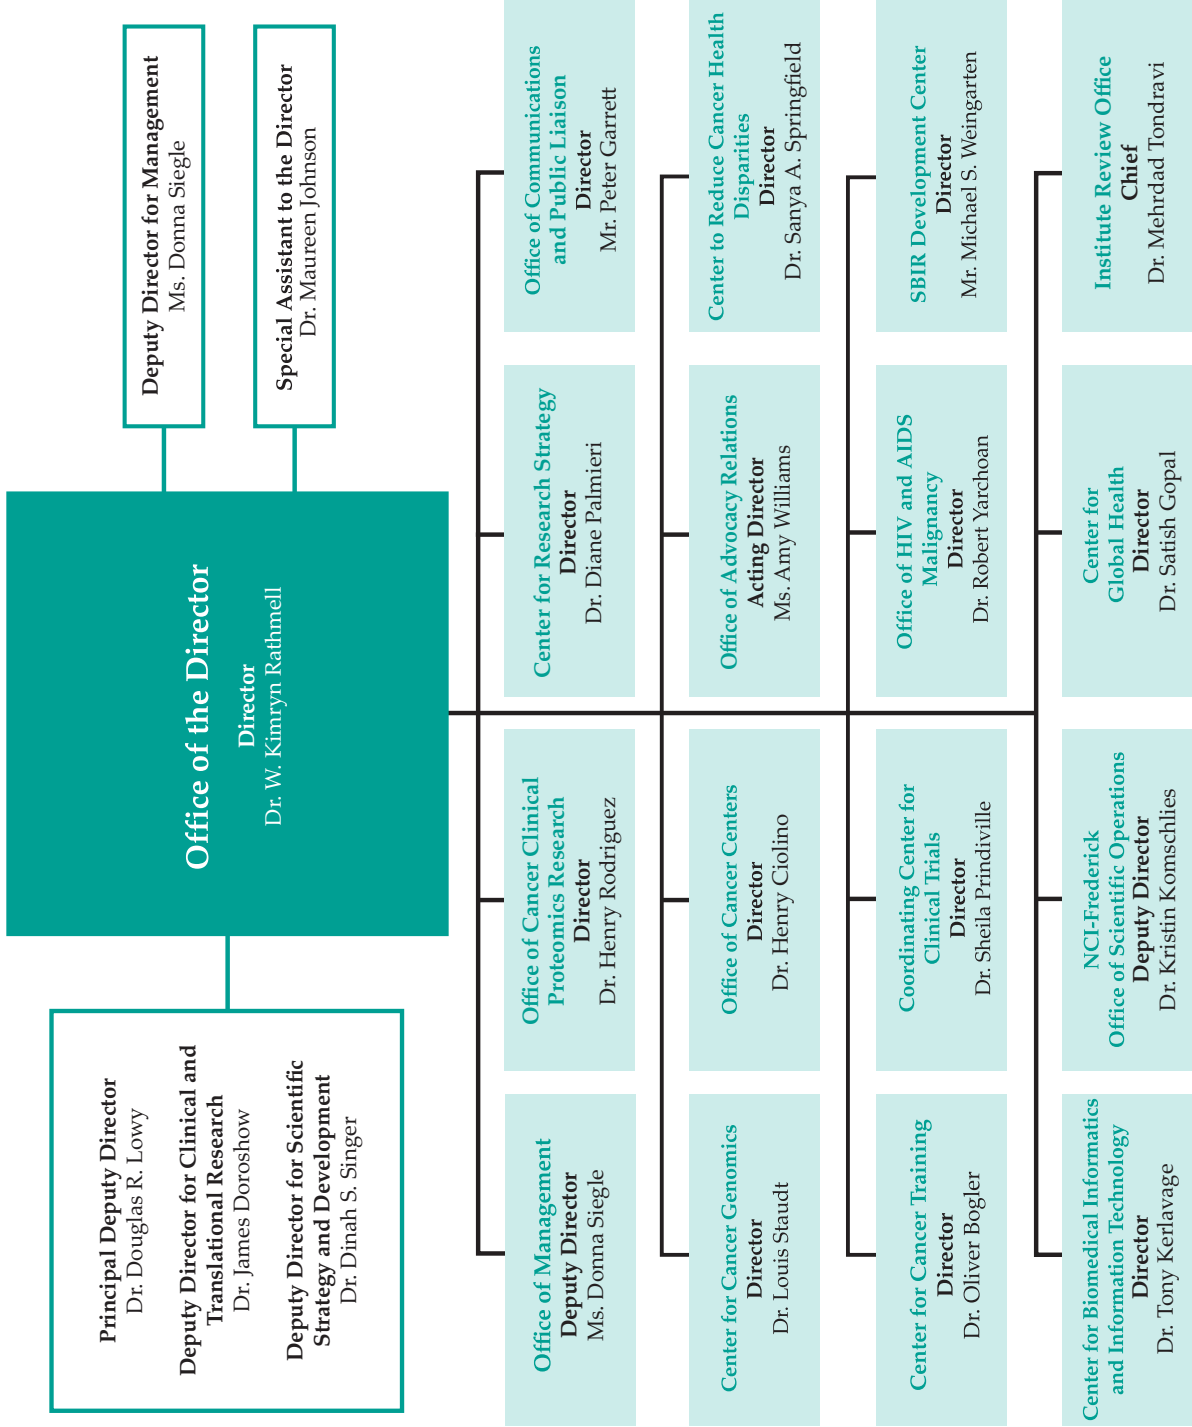 Office of the Director
Director
Dr. W. Kimryn Rathmell
Principal Deputy Director
Dr. Douglas R. Lowy
Deputy Director for Clinical and
Translational Research
Dr. James Doroshow
Deputy Director for Scientific
Strategy and Development
Dr. Dinah S. Singer
Deputy Director for Management
Ms. Donna Siegle
Special Assistant to the Director
Dr. Maureen Johnson
Office of Management
Deputy Director
Ms. Donna Siegle
Office of Cancer Clinical
Proteomics Research
Director
Dr. Henry Rodriguez
Center for Research Strategy
Director
Dr. Diane Palmieri
Office of Communications
and Public Liaison
Director
Mr. Peter Garrett
Center for Cancer Genomics
Director
Dr. Louis Staudt
Office of Cancer Centers
Director
Dr. Henry Ciolino
Office of Advocacy Relations
Acting Director
Ms. Amy Williams
Center to Reduce Cancer Health
Disparities
Director
Dr. Sanya A. Springfield
Center for Cancer Training
Director
Dr. Oliver Bogler
Coordinating Center for
Clinical Trials
Director
Dr. Sheila Prindiville
Office of HIV and AIDS
Malignancy
Director
Dr. Robert Yarchoan
SBIR Development Center
Director
Mr. Michael S. Weingarten
Center for Biomedical Informatics
and Information Technology
Director
Dr. Tony Kerlavage
NCI-Frederick
Office of Scientific Operations
Deputy Director
Dr. Kristin Komschlies
Center for
Global Health
Director
Dr. Satish Gopal
Institute Review Office
Chief
Dr. Mehrdad Tondravi